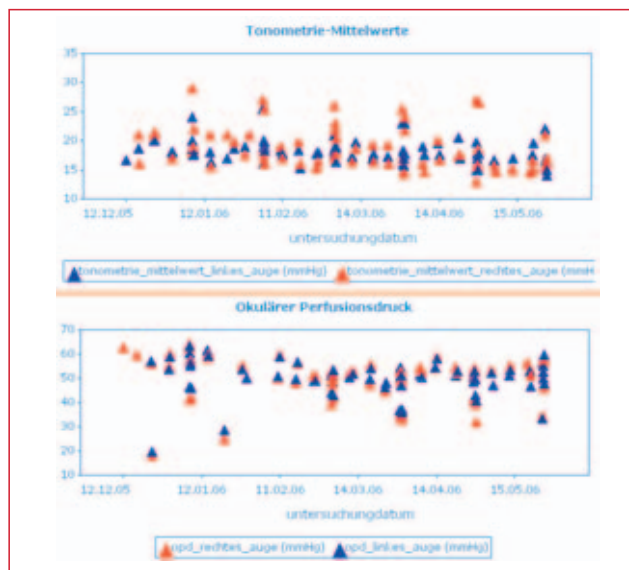 Tonometrie-Mittelwerte
35
30
25
20
15
10
12.12.05 12.01.06 11.02.06 14.03.06 14.04.06 15.05.06
untersuchungdatum
tonometrie_mittelwert_linkes_auge (mmHg) tonometrie_mittelwert_rechtes_auge (mmH
Okulärer Perfusionsdruck
70
60
50
40
30
20
10
12.12.05 12.01.06 11.02.06 14.03.06 14.04.06 15.05.06
untersuchungdatum
opd_rechtes_auge (mmHg) opd_linkes_auge (mmHg)